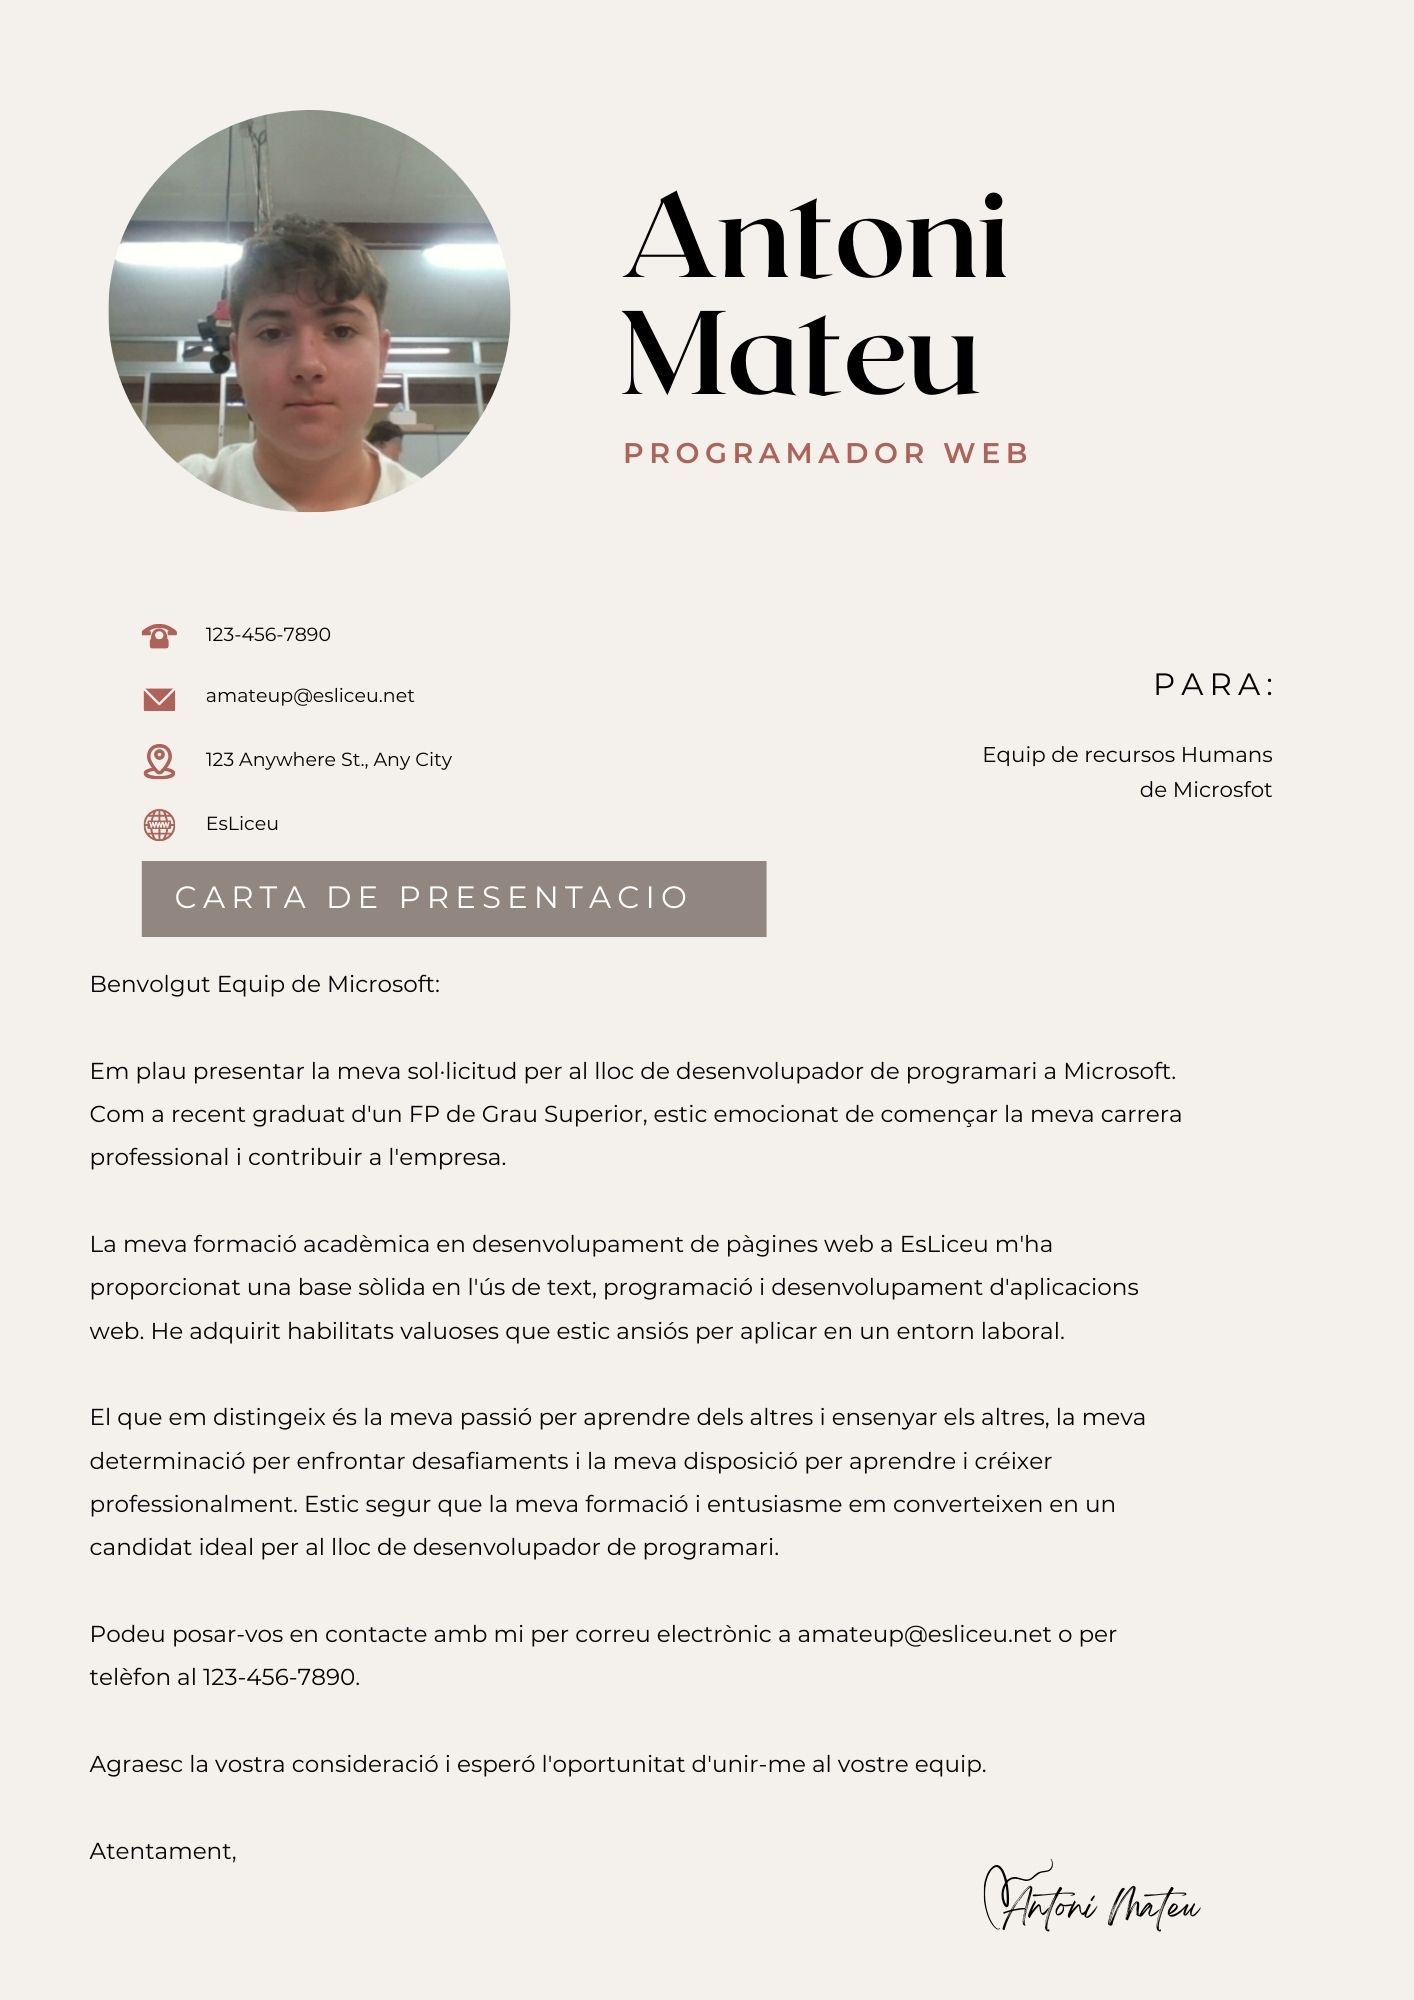 Antoni
Mateu
PROGRAMADOR WEB
123-456-7890
amateup@esliceu.net
123 Anywhere St., Any City
EsLiceu
PARA:
Equip de recursos Humans
de Microsfot
CARTA DE PRESENTACIO
Benvolgut Equip de Microsoft:
Em plau presentar la meva sol·licitud per al lloc de desenvolupador de programari a Microsoft.
Com a recent graduat d'un FP de Grau Superior, estic emocionat de començar la meva carrera
professional i contribuir a l'empresa.
La meva formació acadèmica en desenvolupament de pàgines web a EsLiceu m'ha
proporcionat una base sòlida en l'ús de text, programació i desenvolupament d'aplicacions
web. He adquirit habilitats valuoses que estic ansiós per aplicar en un entorn laboral.
El que em distingeix és la meva passió per aprendre dels altres i ensenyar els altres, la meva
determinació per enfrontar desafiaments i la meva disposició per aprendre i créixer
professionalment. Estic segur que la meva formació i entusiasme em converteixen en un
candidat ideal per al lloc de desenvolupador de programari.
Podeu posar-vos en contacte amb mi per correu electrònic a amateup@esliceu.net o per
telèfon al 123-456-7890.
Agraesc la vostra consideració i esperó l'oportunitat d'unir-me al vostre equip.
Atentament,
Antoni Mateu